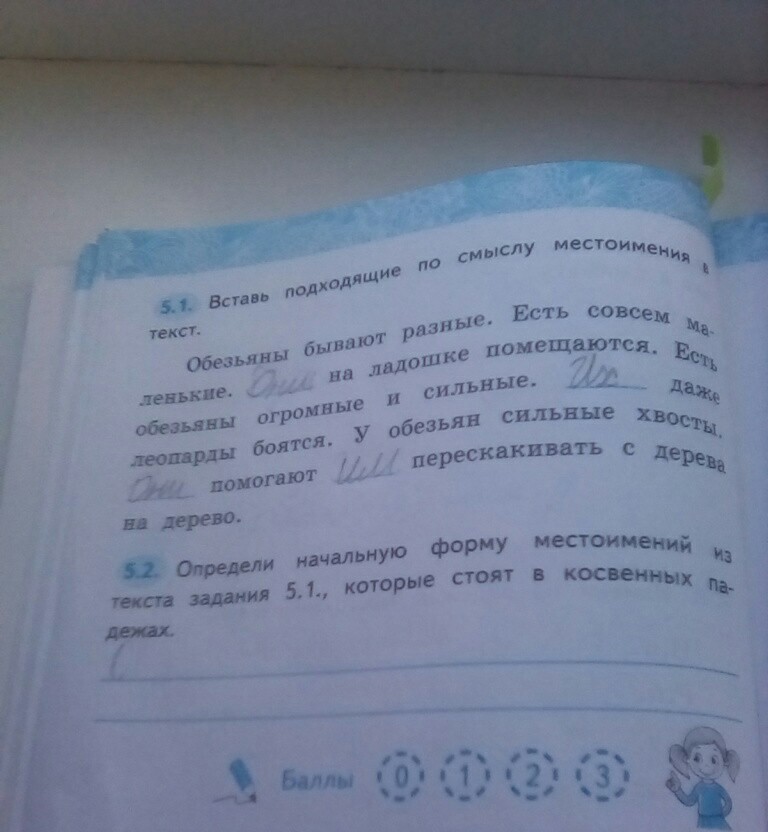 5.1. Вставь подходящие по смыслу местоимения в
текст.
Обезьяны бывают разные. Есть совсем ма-
ленькие. Они на ладошке помещаются. Есть
обезьяны огромные и сильные. Их даже
леопарды боятся. У обезьян сильные хвосты.
Они помогают им перескакивать с дерева
на дерево.
5.2. Определи начальную форму местоимений из
текста задания 5.1., которые стоят в косвенных па-
дежах.
Баллы 0 1 2 3